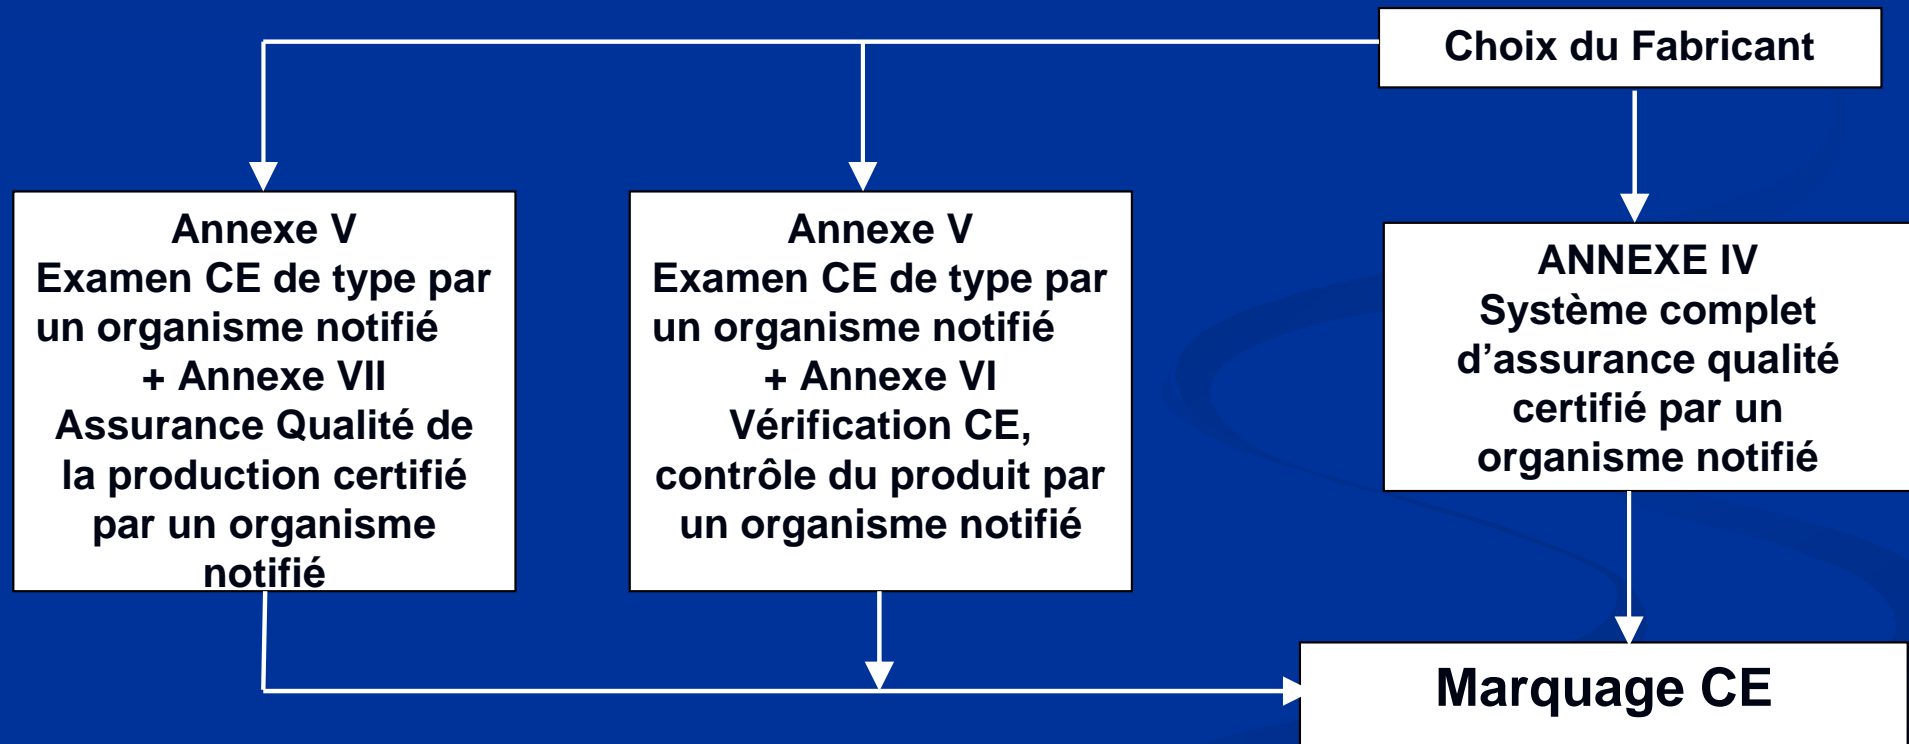 Choix du Fabricant
Annexe V
Examen CE de type par
un organisme notifié
+ Annexe VII
Assurance Qualité de
la production certifié
par un organisme
notifié
Annexe V
Examen CE de type par
un organisme notifié
+ Annexe VI
Vérification CE,
contrôle du produit par
un organisme notifié
ANNEXE IV
Système complet
d’assurance qualité
certifié par un
organisme notifié
Marquage CE